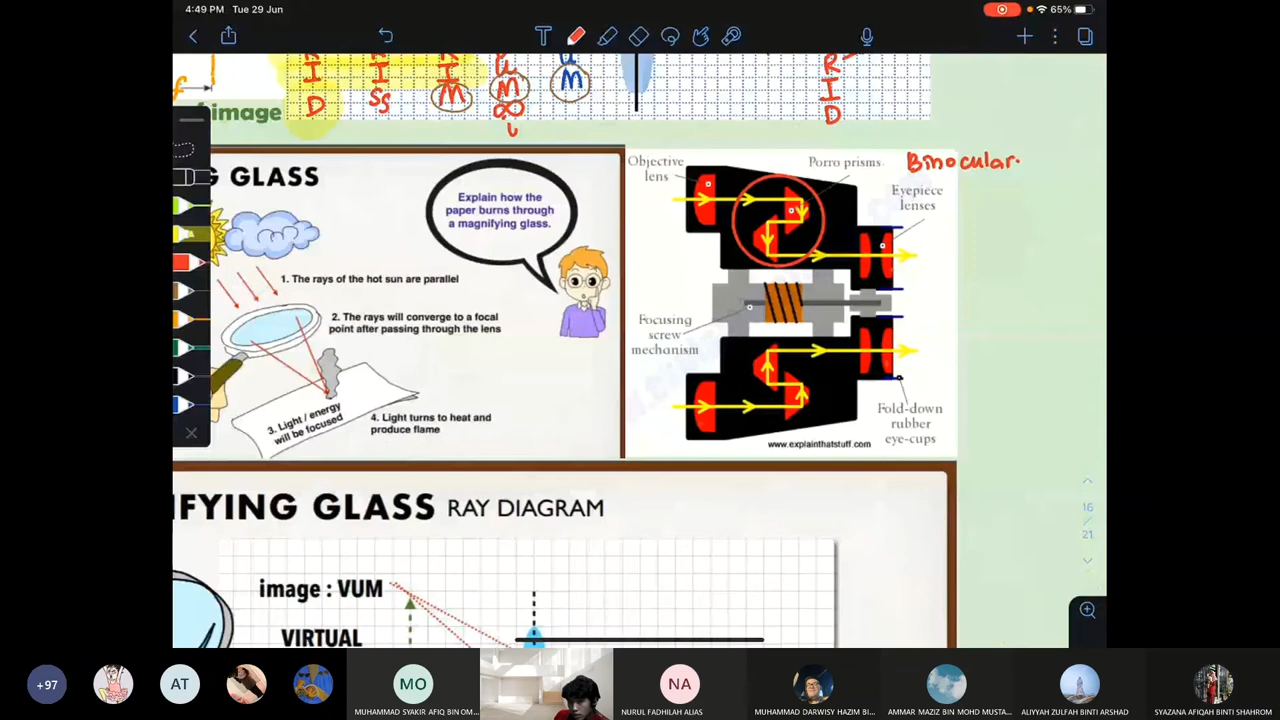 4:49 PM Tue 29 Jun
65%
T
f
I
D
I
SS
I
M
U
M
∞
U
M
R
I
D
f image
G GLASS
Explain how the
paper burns through
a magnifying glass.
1. The rays of the hot sun are parallel
2. The rays will converge to a focal
point after passing through the lens
3. Light / energy
will be focused
4. Light turns to heat and
produce flame
Objective
lens
Porro prisms
Binocular.
Eyepiece
lenses
Focusing
screw
mechanism
Fold-down
rubber
eye-cups
www.explainthatstuff.com
IFYING GLASS RAY DIAGRAM
image : VUM
VIRTUAL
16
/
21
+97
AT
MO
NA
MUHAMMAD SYAKIR AFIQ BIN OM...
NURUL FADHILAH ALIAS
MUHAMMAD DARWISY HAZIM BI...
AMMAR MAZIZ BIN MOHD MUSTA...
ALIYYAH ZULFAH BINTI ARSHAD
SYAZANA AFIQAH BINTI SHAHROM